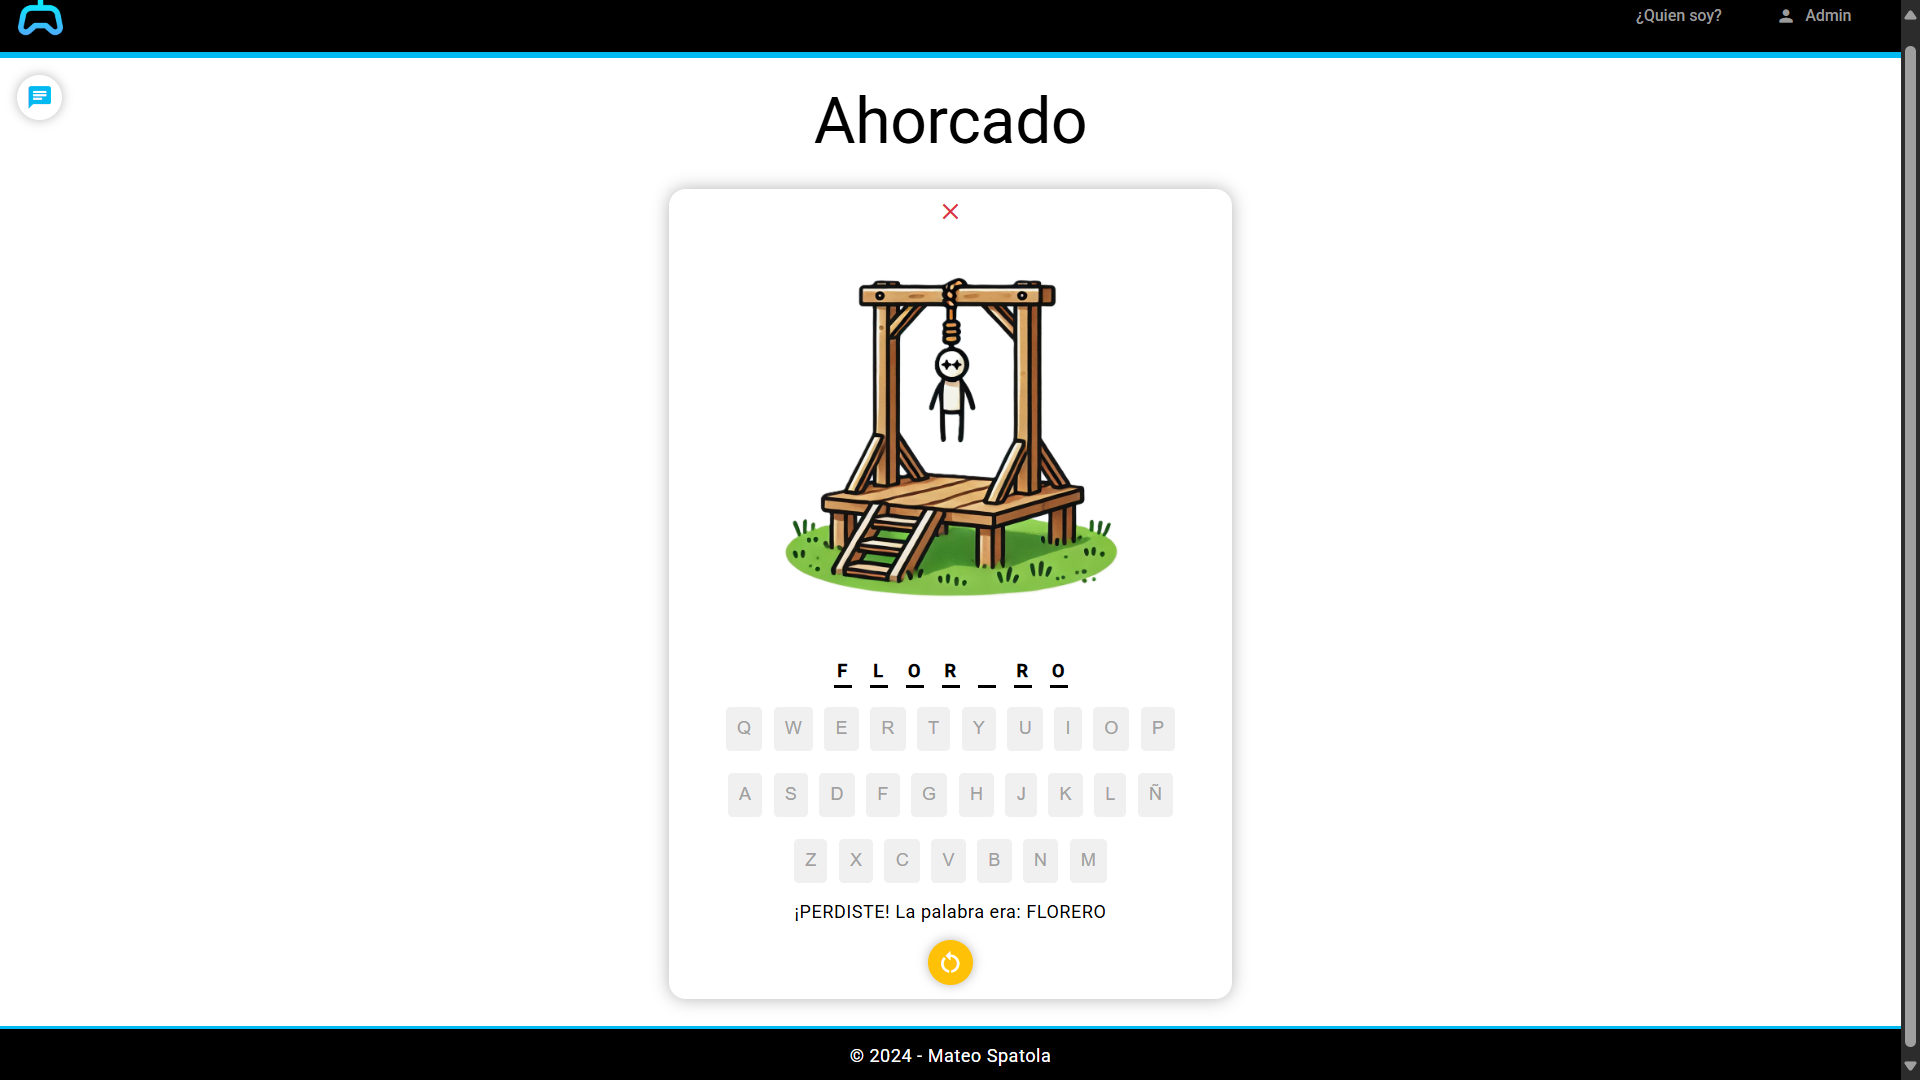 ¿Quien soy? Admin
Ahorcado
F L O R _ R O
Q W E R T Y U I O P
A S D F G H J K L Ñ
Z X C V B N M
¡PERDISTE! La palabra era: FLORERO
© 2024 - Mateo Spatola